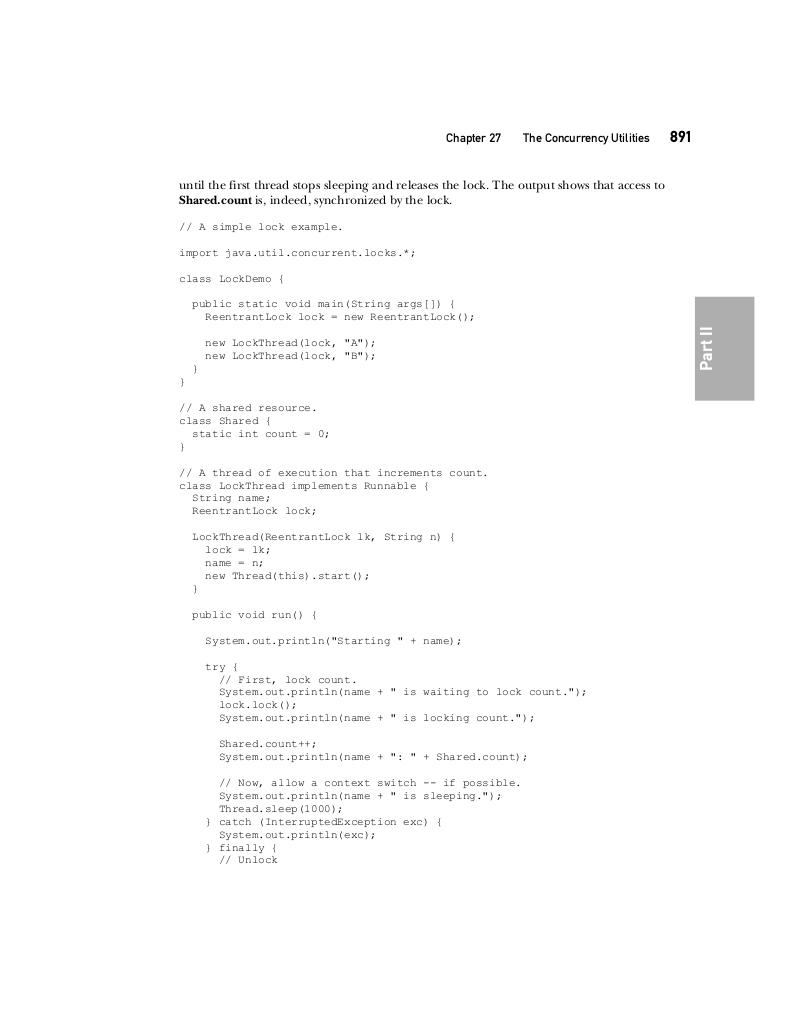 Chapter 27 The Concurrency Utilities 891
until the first thread stops sleeping and releases the lock. The output shows that access to
Shared.count is, indeed, synchronized by the lock.
// A simple lock example.
import java.util.concurrent.locks.*;
class LockDemo {
  public static void main(String args[]) {
    ReentrantLock lock = new ReentrantLock();
    new LockThread(lock, "A");
    new LockThread(lock, "B");
  }
}
// A shared resource.
class Shared {
  static int count = 0;
}
// A thread of execution that increments count.
class LockThread implements Runnable {
  String name;
  ReentrantLock lock;
  LockThread(ReentrantLock lk, String n) {
    lock = lk;
    name = n;
    new Thread(this).start();
  }
  public void run() {
    System.out.println("Starting " + name);
    try {
      // First, lock count.
      System.out.println(name + " is waiting to lock count.");
      lock.lock();
      System.out.println(name + " is locking count.");
      Shared.count++;
      System.out.println(name + ": " + Shared.count);
      // Now, allow a context switch -- if possible.
      System.out.println(name + " is sleeping.");
      Thread.sleep(1000);
    } catch (InterruptedException exc) {
      System.out.println(exc);
    } finally {
      // Unlock
Part II